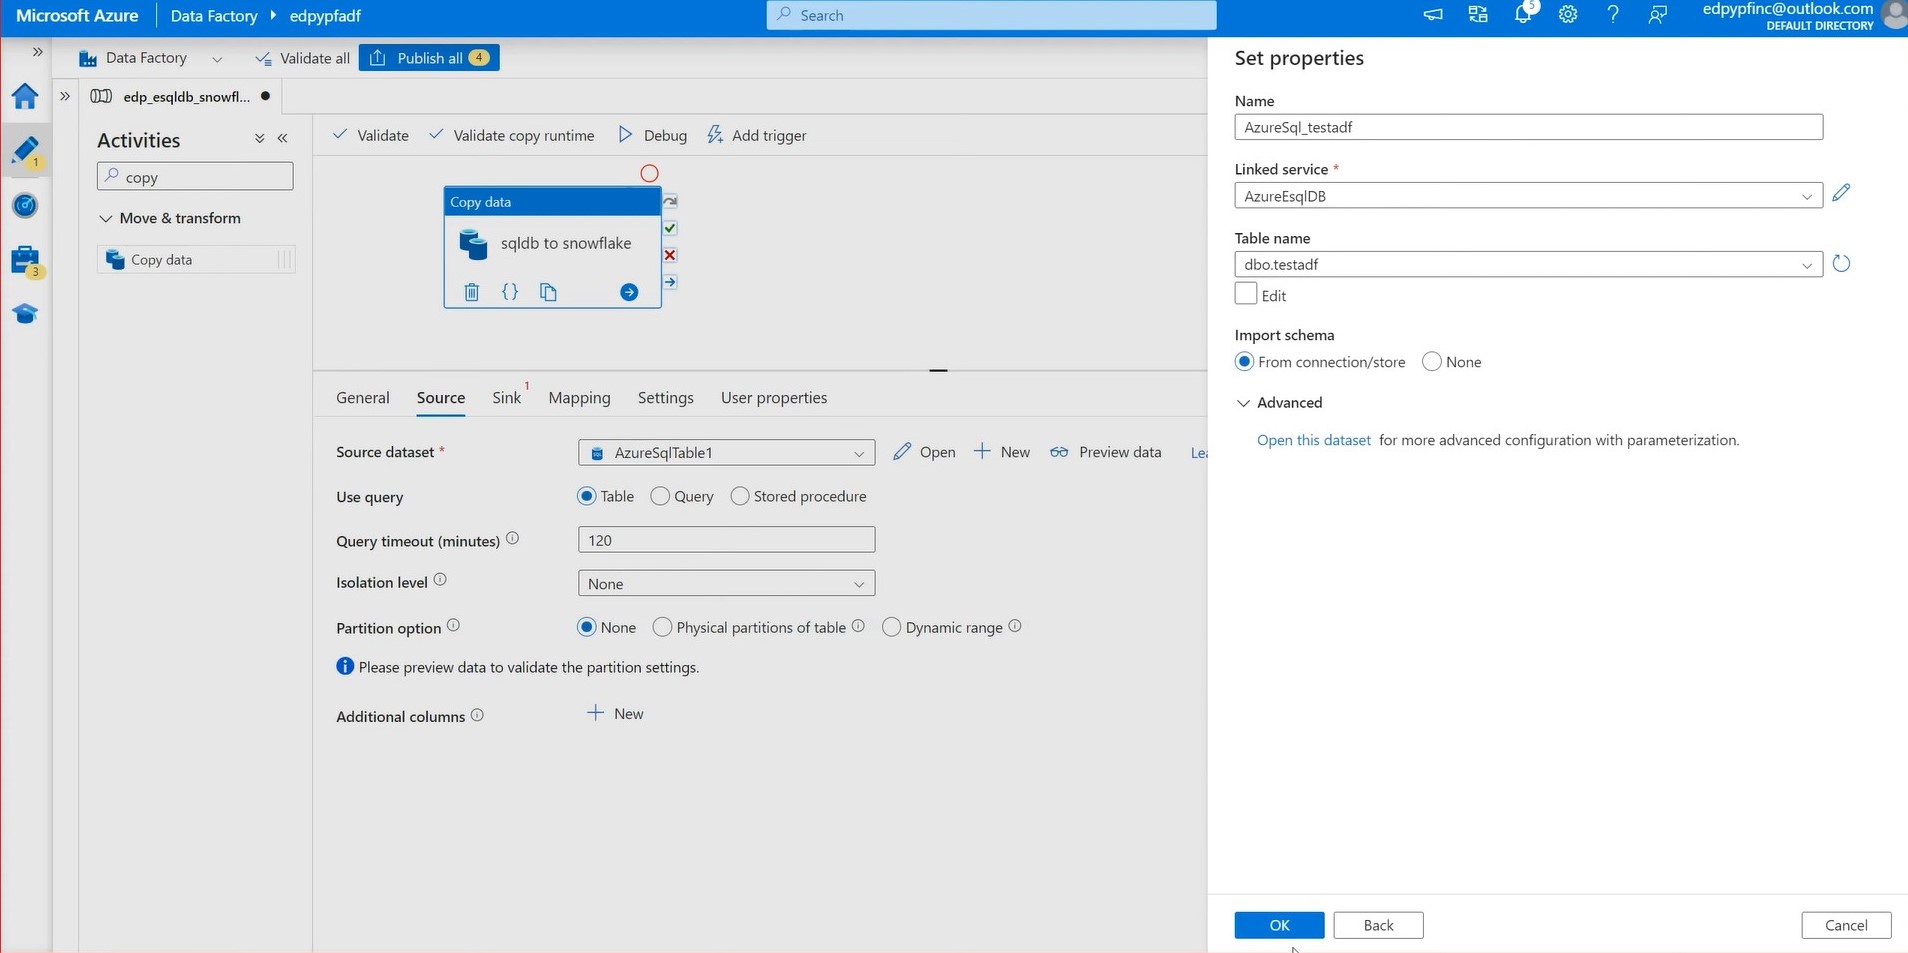 Microsoft Azure
Data Factory
edpypfadf
Search
5
edpypfinc@outlook.com
DEFAULT DIRECTORY
Data Factory
Validate all
Publish all
4
edp_esqldb_snowfl...
1
3
Activities
copy
Move & transform
Copy data
Validate
Validate copy runtime
Debug
Add trigger
Copy data
sqldb to snowflake
General
Source
Sink
1
Mapping
Settings
User properties
Source dataset *
AzureSqlTable1
Open
New
Preview data
Lea
Use query
Table
Query
Stored procedure
Query timeout (minutes)
120
Isolation level
None
Partition option
None
Physical partitions of table
Dynamic range
Please preview data to validate the partition settings.
Additional columns
New
Set properties
Name
AzureSql_testadf
Linked service *
AzureEsqlDB
Table name
dbo.testadf
Edit
Import schema
From connection/store
None
Advanced
Open this dataset for more advanced configuration with parameterization.
OK
Back
Cancel